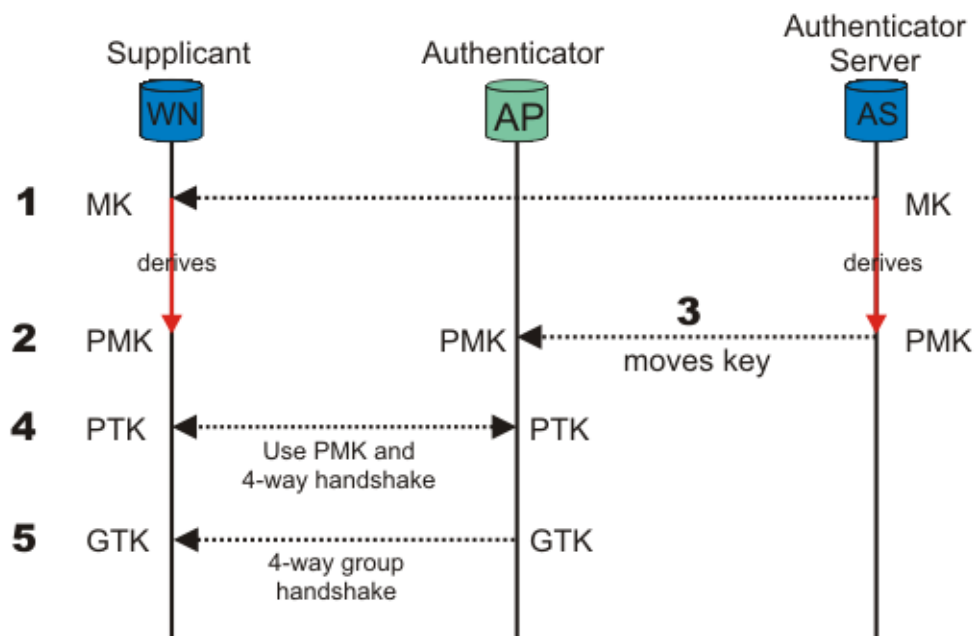 Supplicant
Authenticator
Authenticator
Server
WN
AP
AS
1
MK
MK
derives
derives
2
PMK
PMK
3
moves key
PMK
4
PTK
PTK
Use PMK and
4-way handshake
5
GTK
GTK
4-way group
handshake